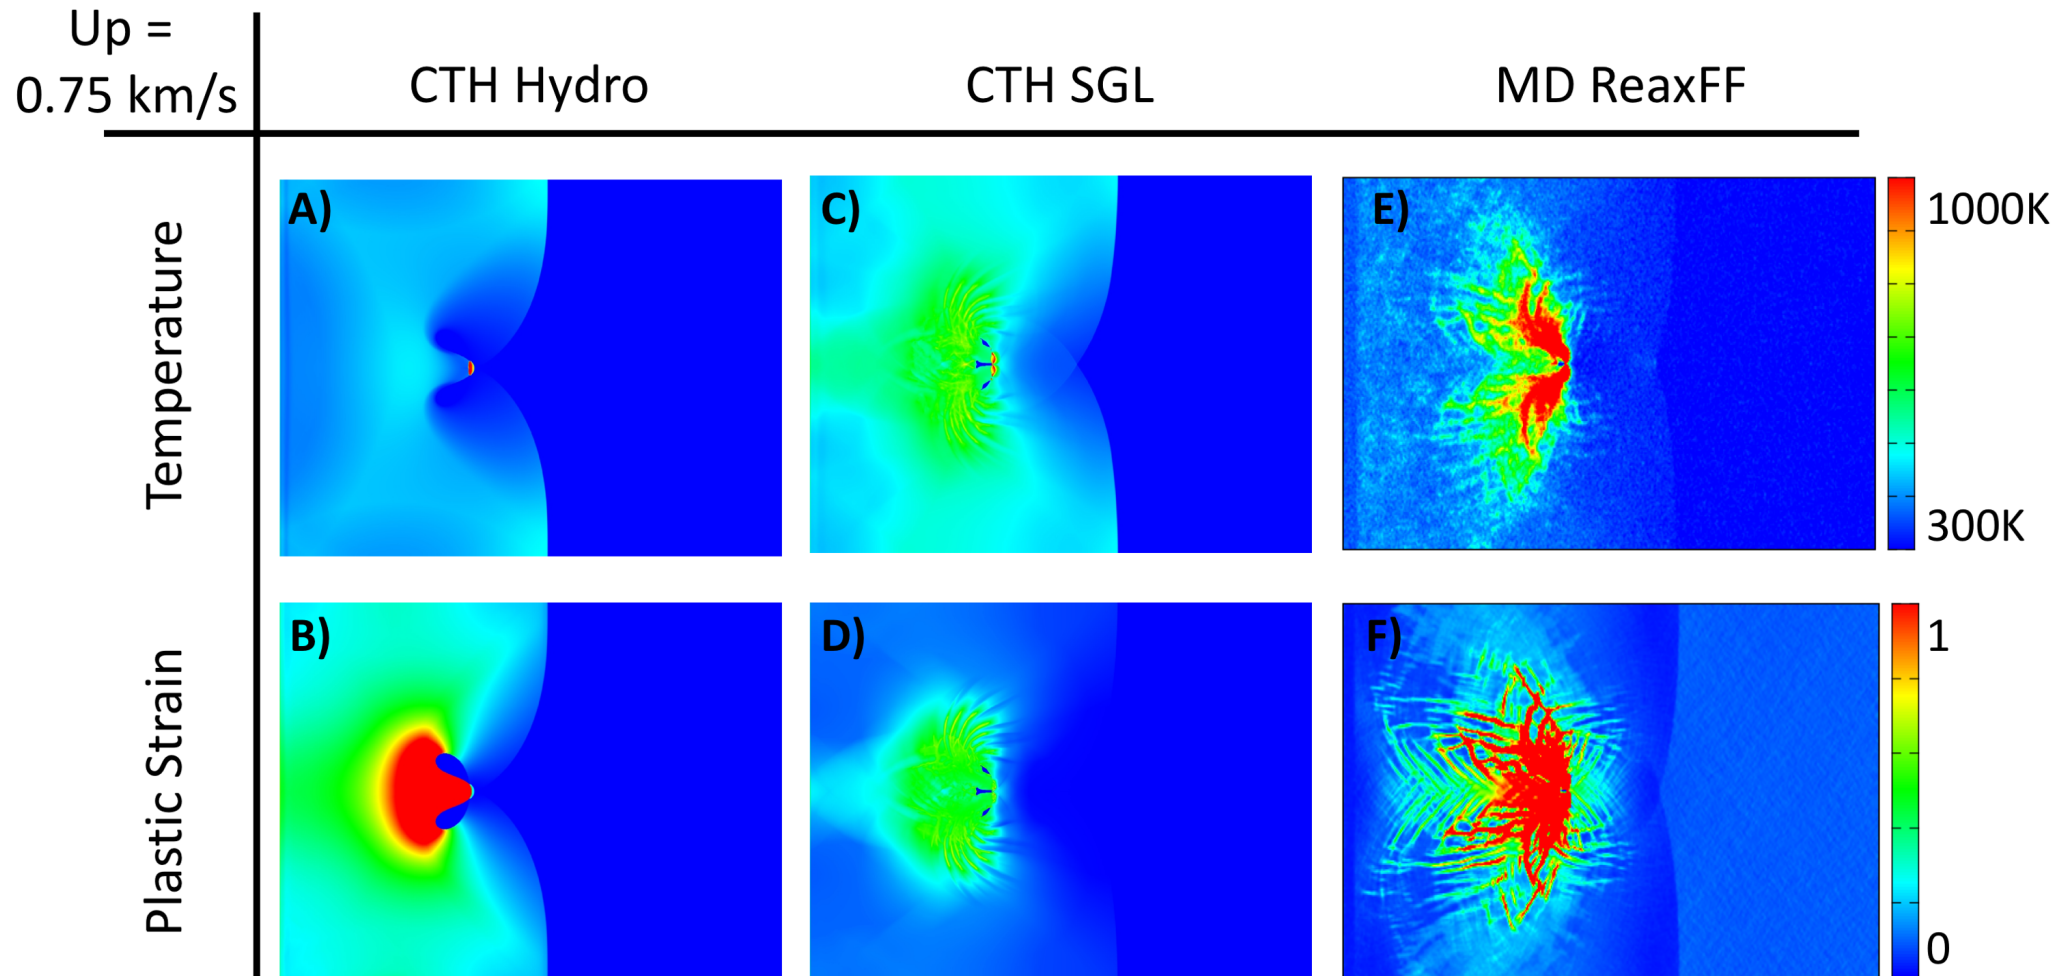 Up =
0.75 km/s
CTH Hydro
CTH SGL
MD ReaxFF
Temperature
A)
C)
E)
1000K
300K
Plastic Strain
B)
D)
F)
1
0